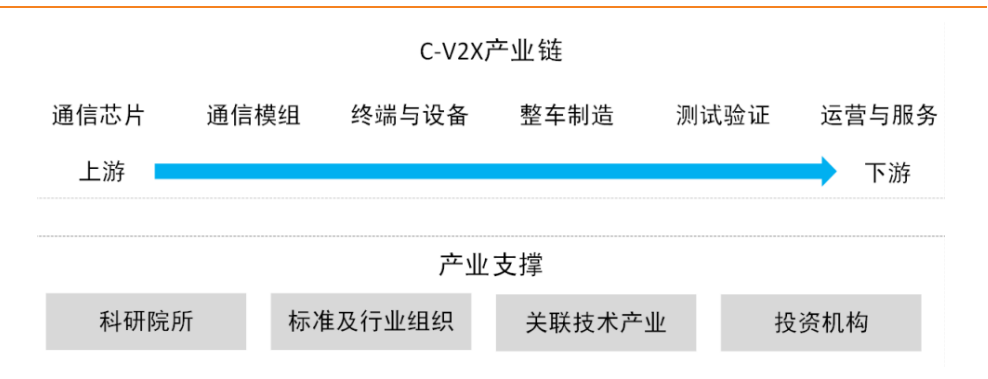 C-V2X产业链
通信芯片 通信模组 终端与设备 整车制造 测试验证 运营与服务
上游 下游
产业支撑
科研院所 标准及行业组织 关联技术产业 投资机构